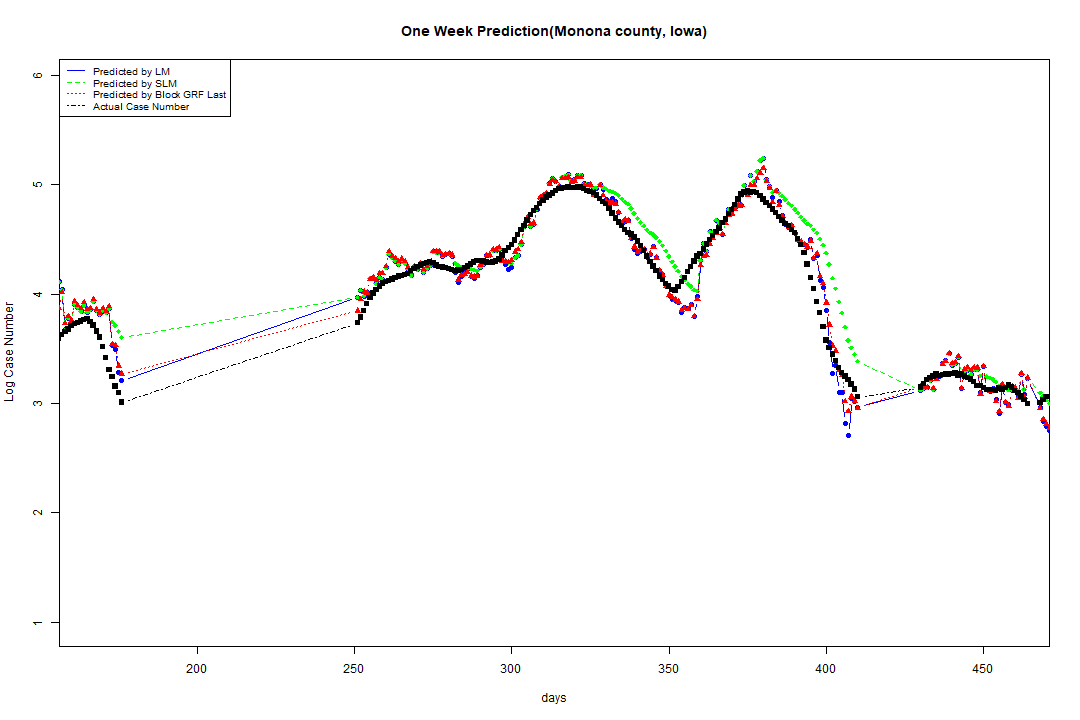 One Week Prediction(Monona county, Iowa)
Predicted by LM
Predicted by SLM
Predicted by Block GRF Last
Actual Case Number
Log Case Number
6
5
4
3
2
1
200 250 300 350 400 450
days